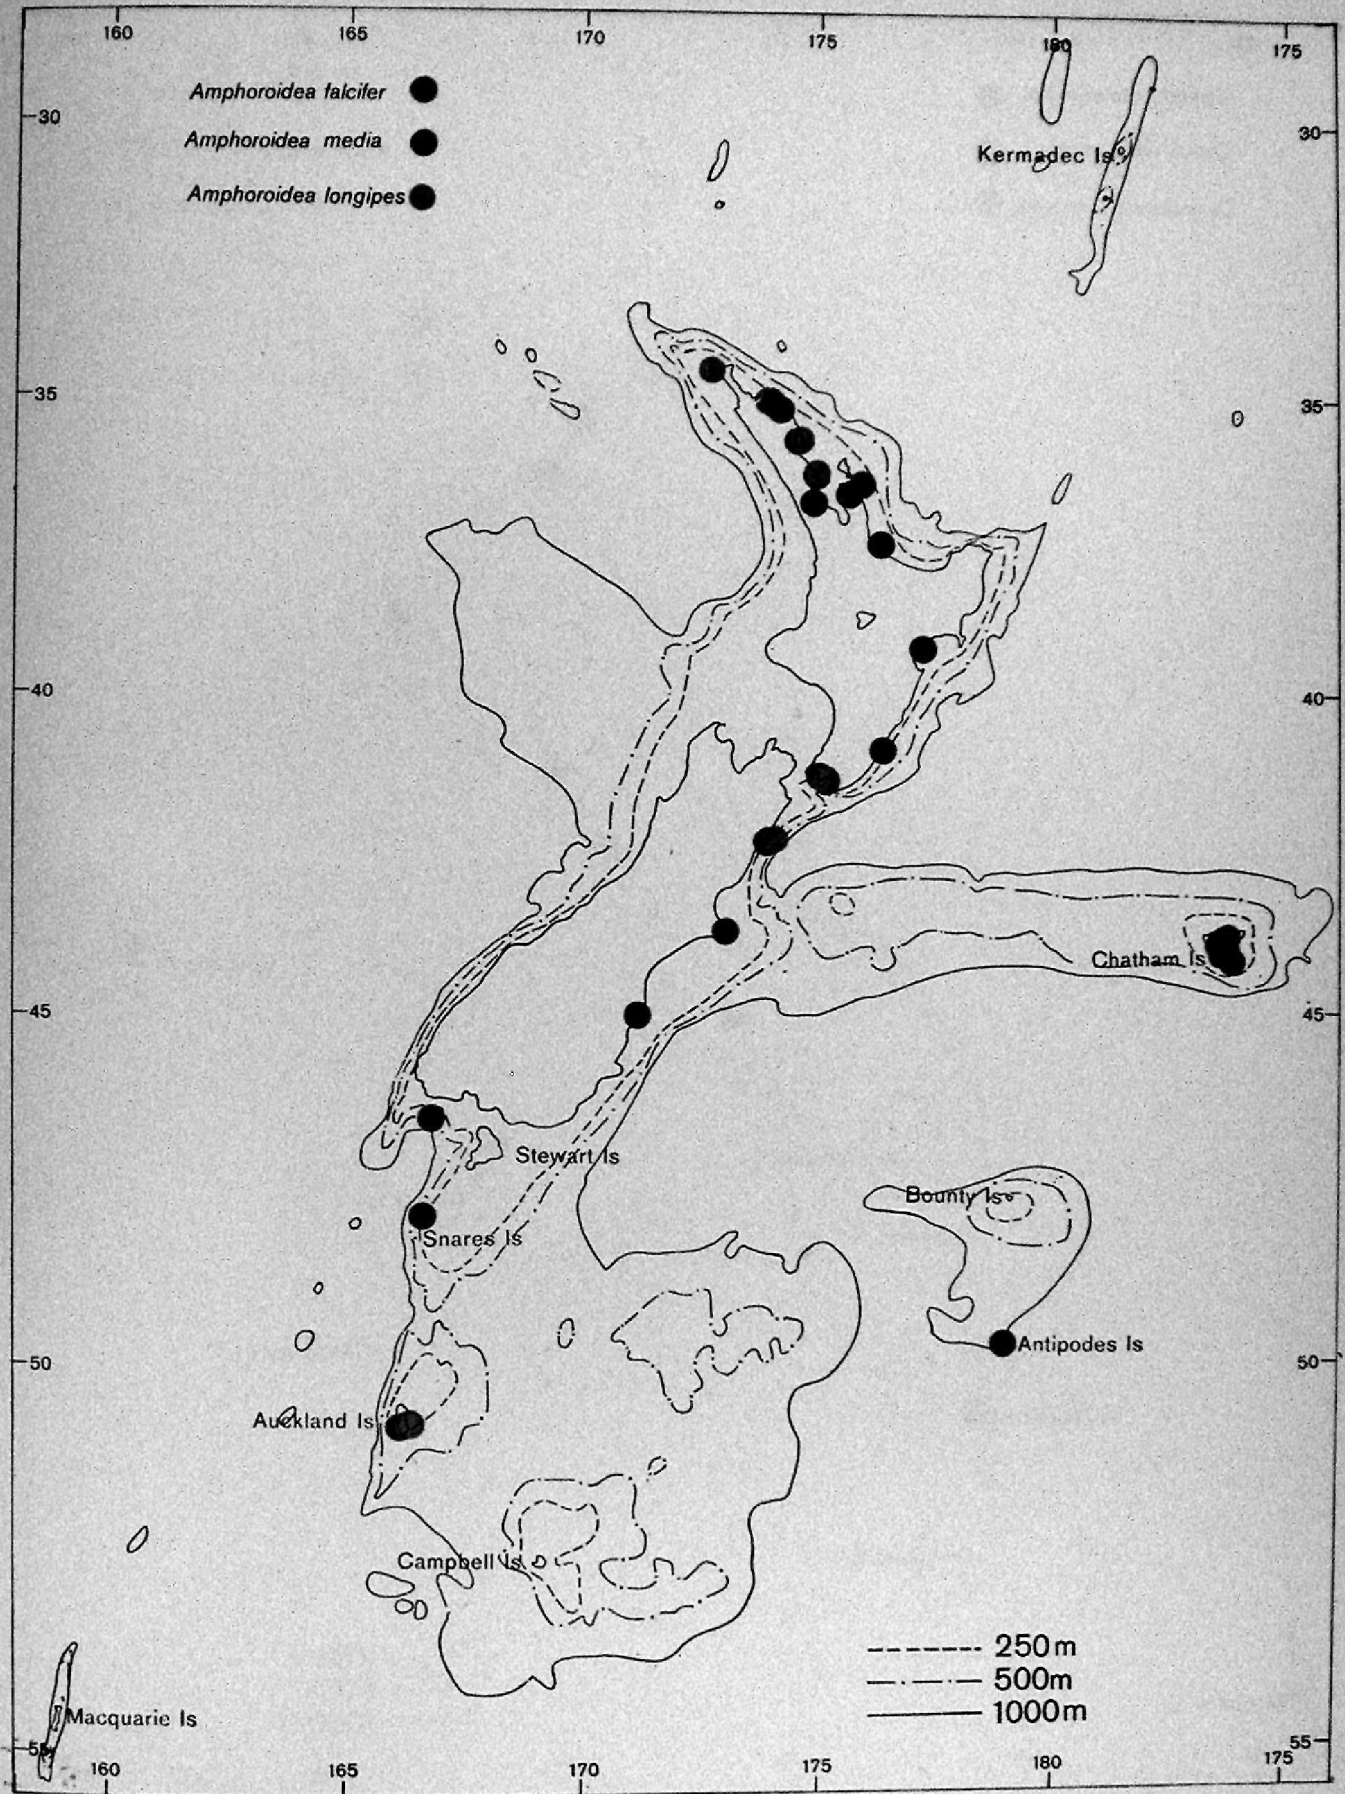 160 165 170 175 180 175
Amphoroidea falcifer
30 30
Amphoroidea media
Kermadec Is
Amphoroidea longipes
35 35
40 40
Chatham Is
45 45
Stewart Is
Bounty Is
Snares Is
Antipodes Is
50 50
Auckland Is
Campbell Is
250m
500m
1000m
Macquarie Is
55 55
160 165 170 175 180 175